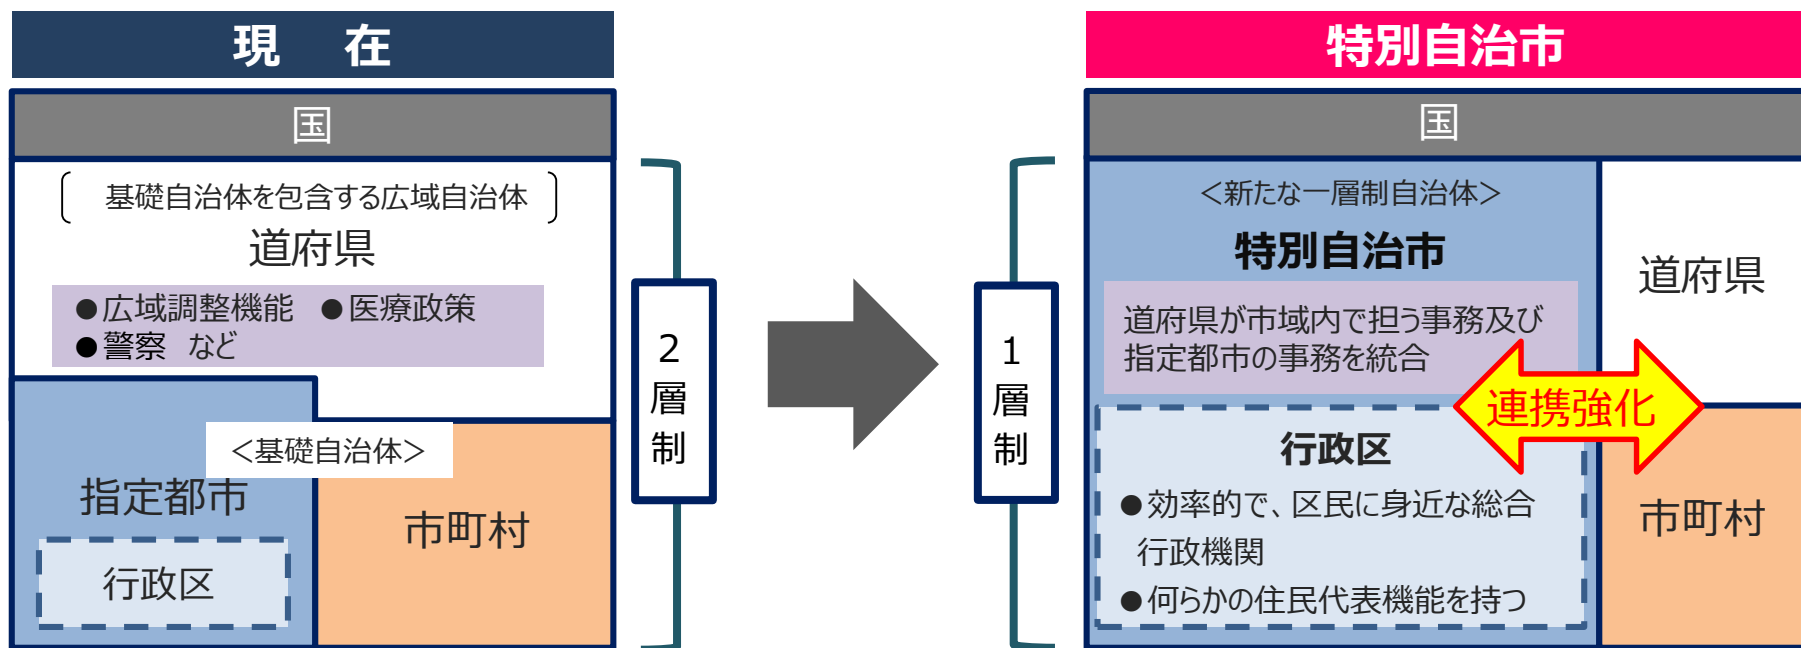 現 在
国
基礎自治体を包含する広域自治体
道府県
●広域調整機能 ●医療政策
●警察 など
＜基礎自治体＞
指定都市
行政区
市町村
2
層
制
特別自治市
国
＜新たな一層制自治体＞
特別自治市
道府県が市域内で担う事務及び
指定都市の事務を統合
行政区
●効率的で、区民に身近な総合
行政機関
●何らかの住民代表機能を持つ
1
層
制
連携強化
道府県
市町村